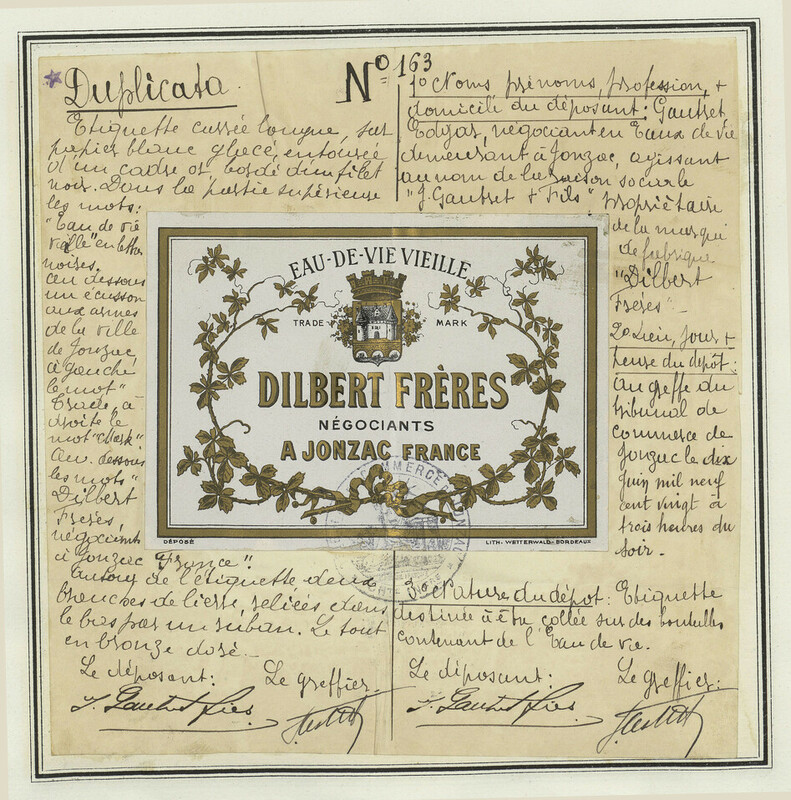 Duplicata.
Nº 163
Etiquette carrée longue, sur
papier blanc glacé, entourée
d'un cadre or, bordé d'un filet
noir. Dans la partie supérieure
les mots:
"Eau de vie
vieille" en lettres
noires.
au dessous
un écusson
aux armes
de la ville
de Jonzac,
à gauche
le mot "
Trade", à
droite le
mot "Mark"
au dessous
les mots "
Dilbert
Frères,
négociants
à Jonzac France".
autour de l'étiquette deux
branches de lierre, reliées dans
le bas par un ruban. Le tout
en bronze doré.
Le déposant: Le greffier:
J. Gautret Fils
1º Noms, prénoms, profession, +
domicile du déposant: Gautret
Edgar, négociant en Eaux de vie
demeurant à Jonzac, agissant
au nom de la raison sociale
"J. Gautret + Fils" propriétaire
de la marque
de fabrique
"Dilbert
Frères" -
2º Lieu, jour +
heure du dépôt:
au greffe du
tribunal de
commerce de
Jonzac le dix
juin mil neuf
cent vingt à
trois heures du
soir.-
3º Nature du dépôt: Etiquette
destinée à être collée sur des bouteilles
contenant de l'Eau de vie.
Le déposant: Le greffier:
J. Gautret Fils
EAU-DE-VIE VIEILLE
TRADE MARK
DILBERT FRÈRES
NÉGOCIANTS
A JONZAC FRANCE
DÉPOSÉ
LITH. WETTERWALD-BORDEAUX
COMMERCE